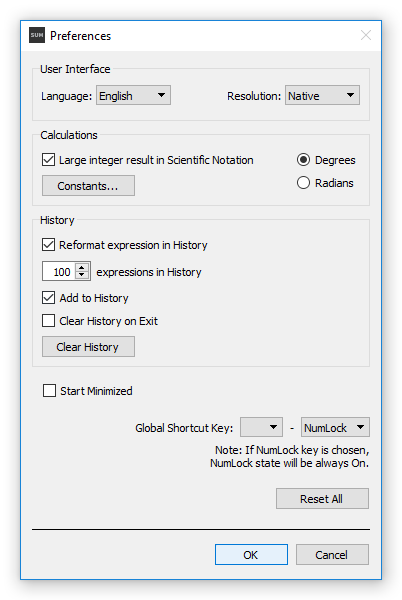 SUM Preferences
User Interface
Language: English Resolution: Native
Calculations
Large integer result in Scientific Notation Degrees
Constants... Radians
History
Reformat expression in History
100 expressions in History
Add to History
Clear History on Exit
Clear History
Start Minimized
Global Shortcut Key: - NumLock
Note: If NumLock key is chosen,
NumLock state will be always On.
Reset All
OK Cancel